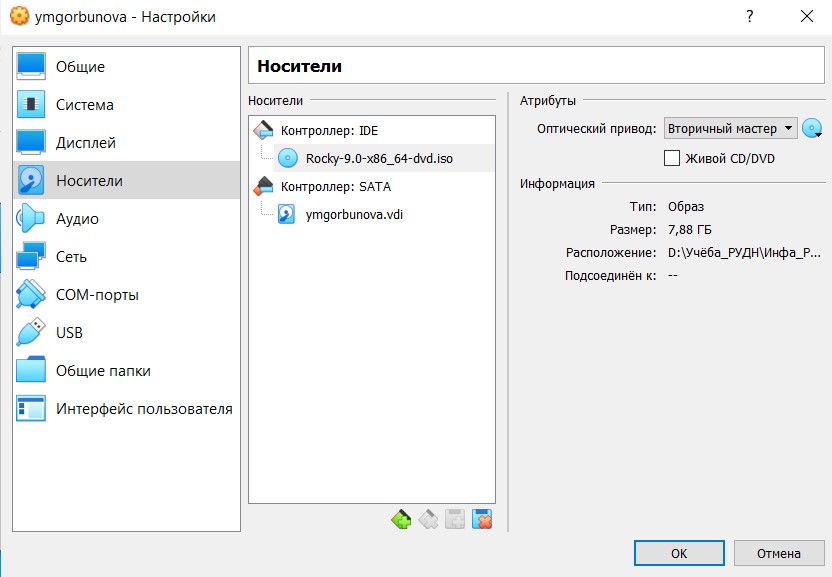 ymgorbunova - Настройки
?
Общие
Система
Дисплей
Носители
Аудио
Сеть
COM-порты
USB
Общие папки
Интерфейс пользователя
Носители
Носители
Контроллер: IDE
Rocky-9.0-x86_64-dvd.iso
Контроллер: SATA
ymgorbunova.vdi
Атрибуты
Оптический привод: Вторичный мастер
Живой CD/DVD
Информация
Тип: Образ
Размер: 7,88 ГБ
Расположение: D:\Учёба_РУДН\Инфа_Р...
Подсоединён к: --
OK
Отмена